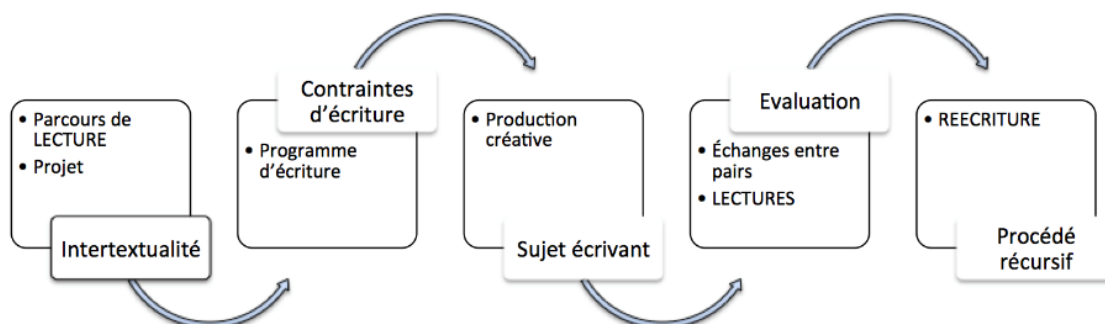 • Parcours de
LECTURE
• Projet
Intertextualité
Contraintes
d’écriture
• Programme
d’écriture
• Production
créative
Sujet écrivant
Evaluation
• Échanges entre
pairs
• LECTURES
• REECRITURE
Procédé
récursif